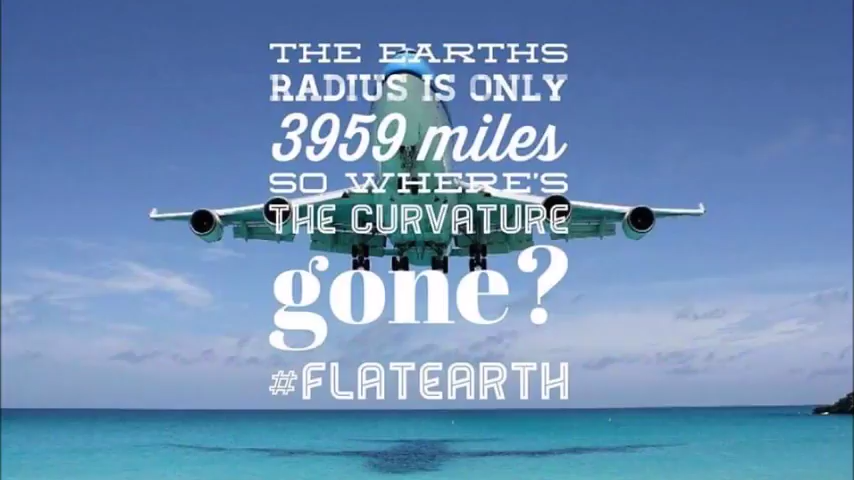 THE EARTHS
RADIUS IS ONLY
3959 miles
SO WHERE'S
THE CURVATURE
gone?
#FLATEARTH